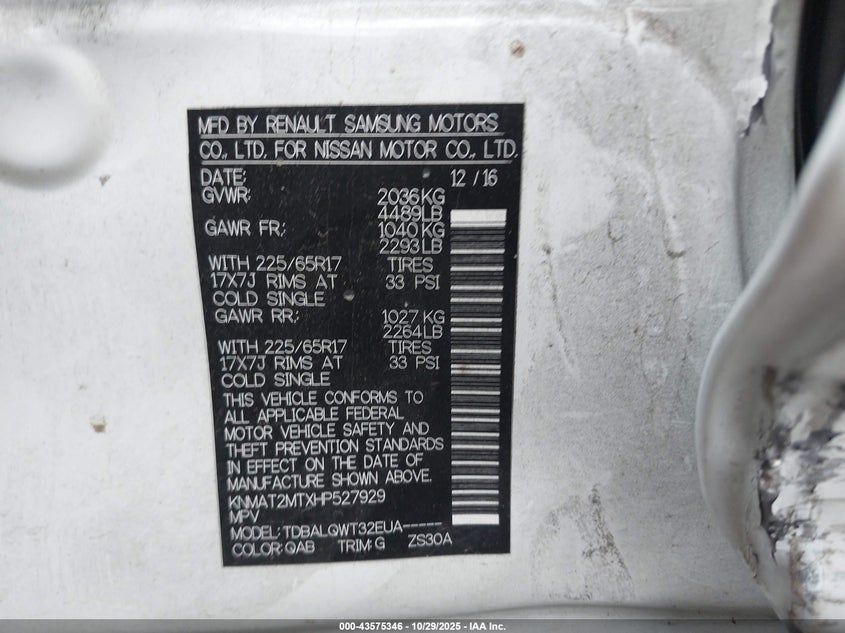 MFD BY RENAULT SAMSUNG MOTORS
CO., LTD. FOR NISSAN MOTOR CO., LTD.
DATE: 12 / 16
GVWR: 2036KG
4489LB
GAWR FR; 1040KG
2293LB
WITH 225/65R17 TIRES
17X7J RIMS AT 33 PSI
COLD SINGLE
GAWR RR; 1027KG
2264LB
WITH 225/65R17 TIRES
17X7J RIMS AT 33 PSI
COLD SINGLE
THIS VEHICLE CONFORMS TO
ALL APPLICABLE FEDERAL
MOTOR VEHICLE SAFETY AND
THEFT PREVENTION STANDARDS
IN EFFECT ON THE DATE OF
MANUFACTURE SHOWN ABOVE.
KNMAT2MTXHP527929
MPV
MODEL: TDBALQWT32EUA-----
COLOR: QAB TRIM: G ZS30A
000-43575346 - 10/29/2025 - IAA Inc.